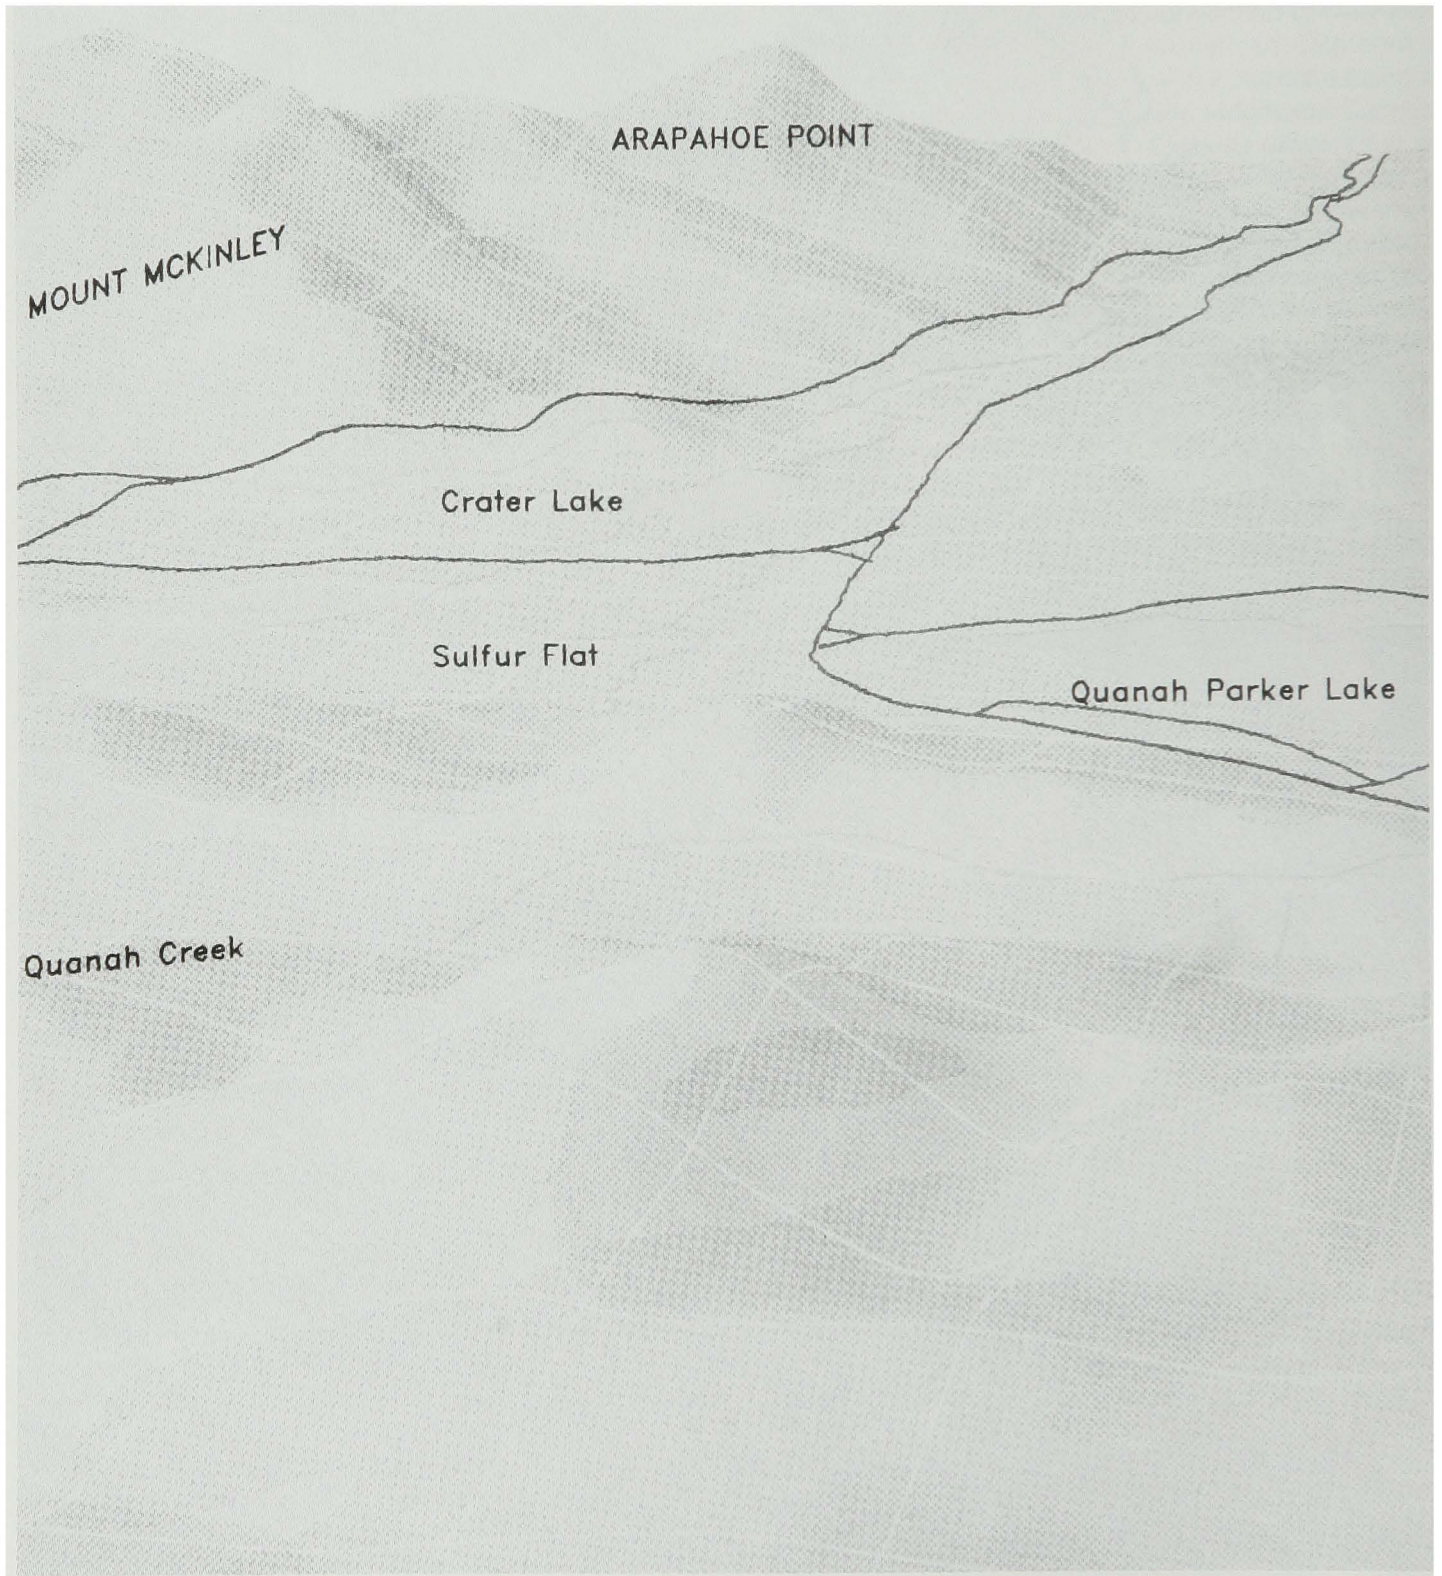 ARAPAHOE POINT
MOUNT MCKINLEY
Crater Lake
Sulfur Flat
Quanah Parker Lake
Quanah Creek